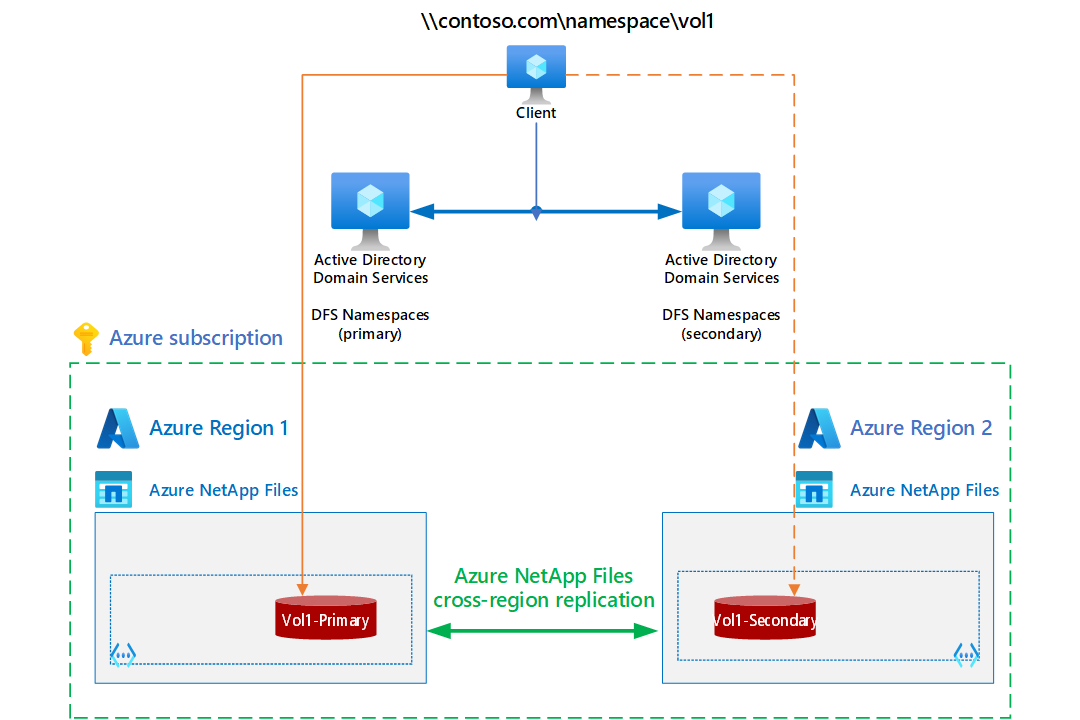 \\contoso.com\namespace\vol1
Client
Active Directory
Domain Services
DFS Namespaces
(primary)
Active Directory
Domain Services
DFS Namespaces
(secondary)
Azure subscription
Azure Region 1
Azure NetApp Files
Azure Region 2
Azure NetApp Files
Azure NetApp Files
cross-region replication
Vol1-Primary
Vol1-Secondary